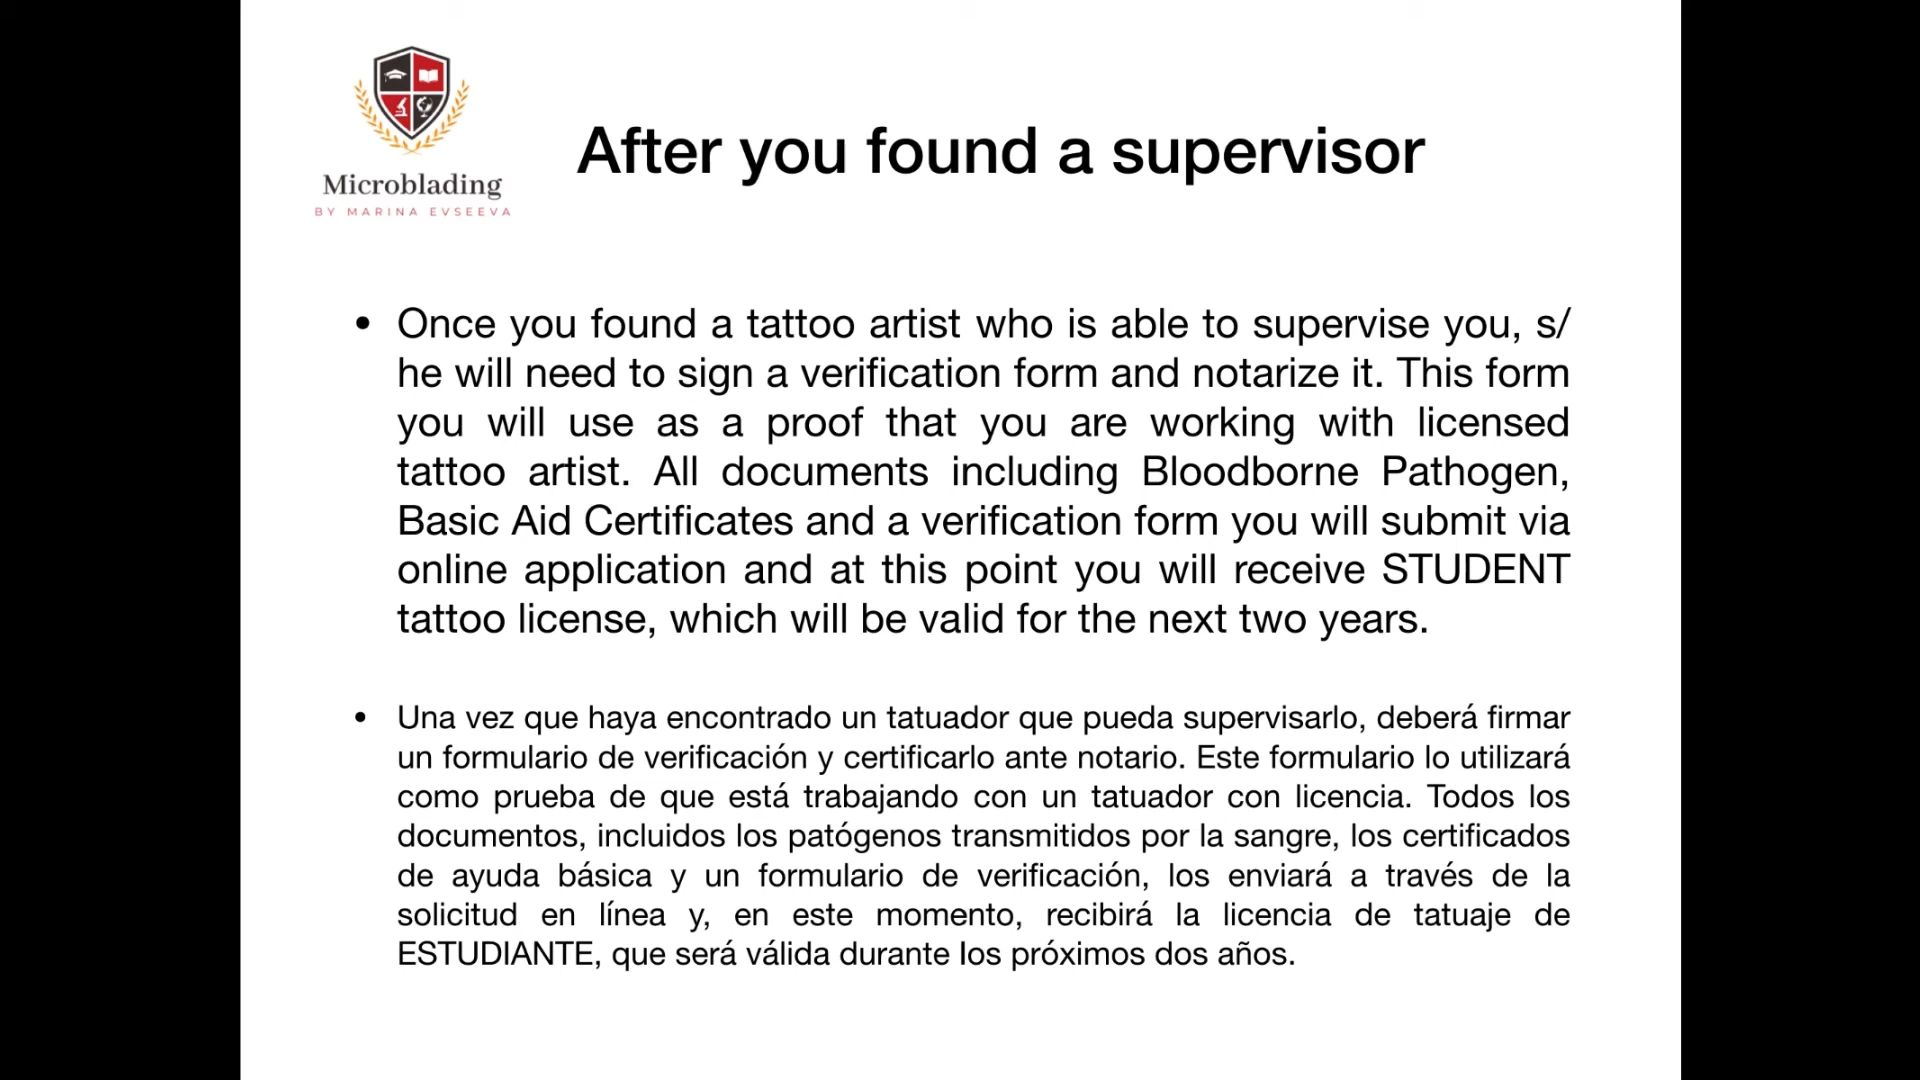 Microblading
BY MARINA EVSEEVA
After you found a supervisor
• Once you found a tattoo artist who is able to supervise you, s/
he will need to sign a verification form and notarize it. This form
you will use as a proof that you are working with licensed
tattoo artist. All documents including Bloodborne Pathogen,
Basic Aid Certificates and a verification form you will submit via
online application and at this point you will receive STUDENT
tattoo license, which will be valid for the next two years.
• Una vez que haya encontrado un tatuador que pueda supervisarlo, deberá firmar
un formulario de verificación y certificarlo ante notario. Este formulario lo utilizará
como prueba de que está trabajando con un tatuador con licencia. Todos los
documentos, incluidos los patógenos transmitidos por la sangre, los certificados
de ayuda básica y un formulario de verificación, los enviará a través de la
solicitud en línea y, en este momento, recibirá la licencia de tatuaje de
ESTUDIANTE, que será válida durante los próximos dos años.